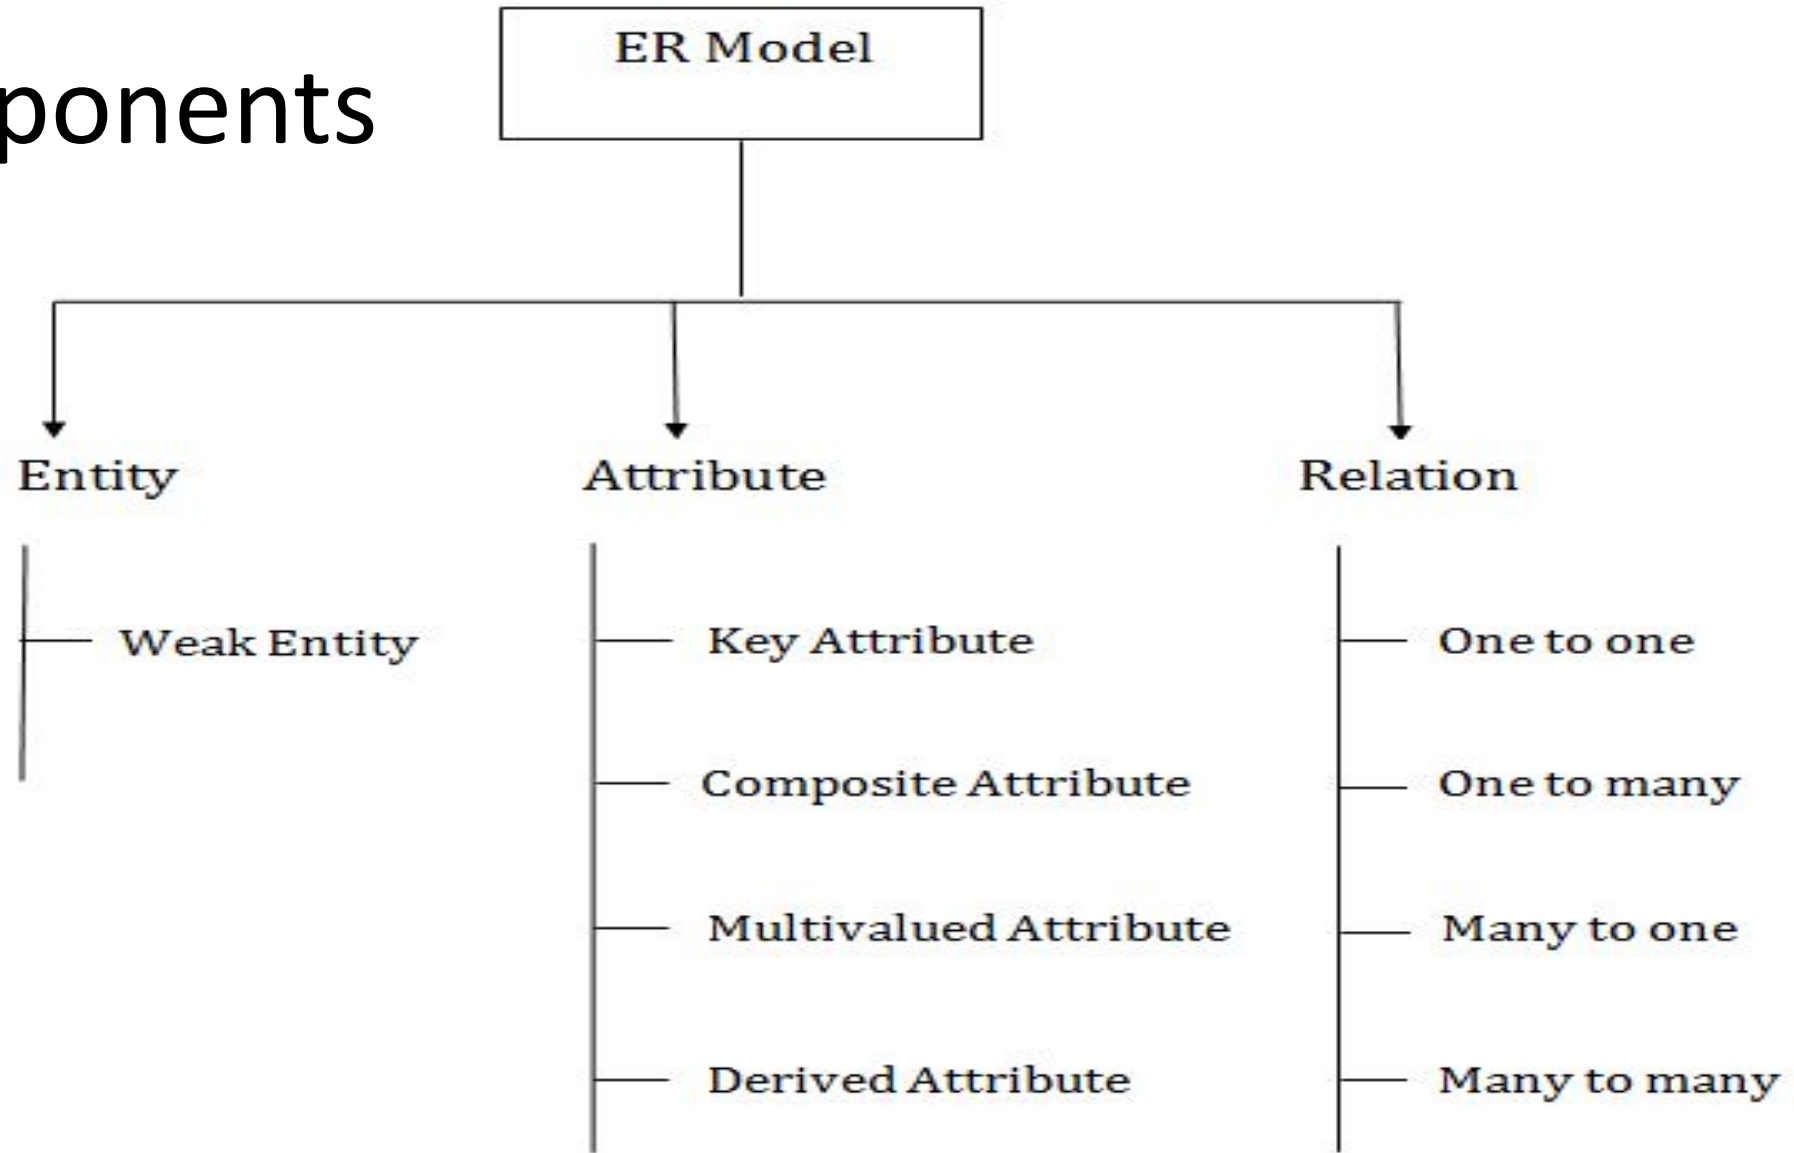 ER Model
ponents
Entity
Attribute
Relation
Weak Entity
Key Attribute
One to one
Composite Attribute
One to many
Multivalued Attribute
Many to one
Derived Attribute
Many to many